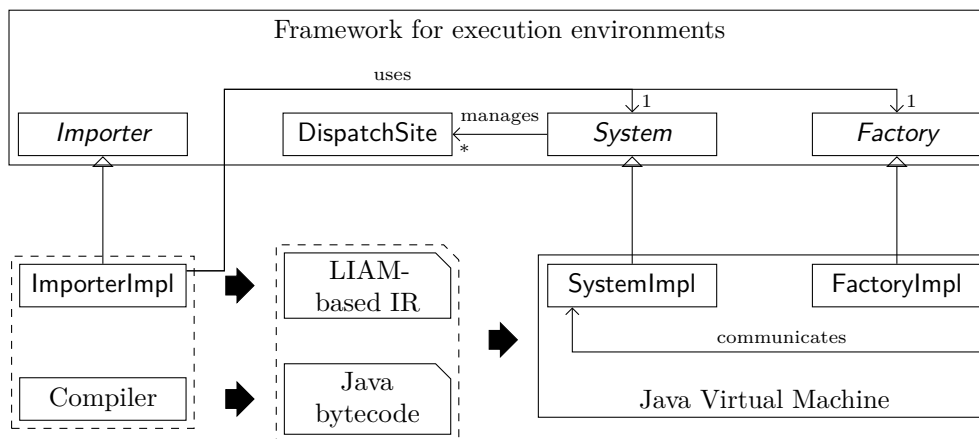 Framework for execution environments
uses
1
1
Importer
DispatchSite
manages
*
System
Factory
ImporterImpl
LIAM-
based IR
SystemImpl
FactoryImpl
communicates
Compiler
Java
bytecode
Java Virtual Machine